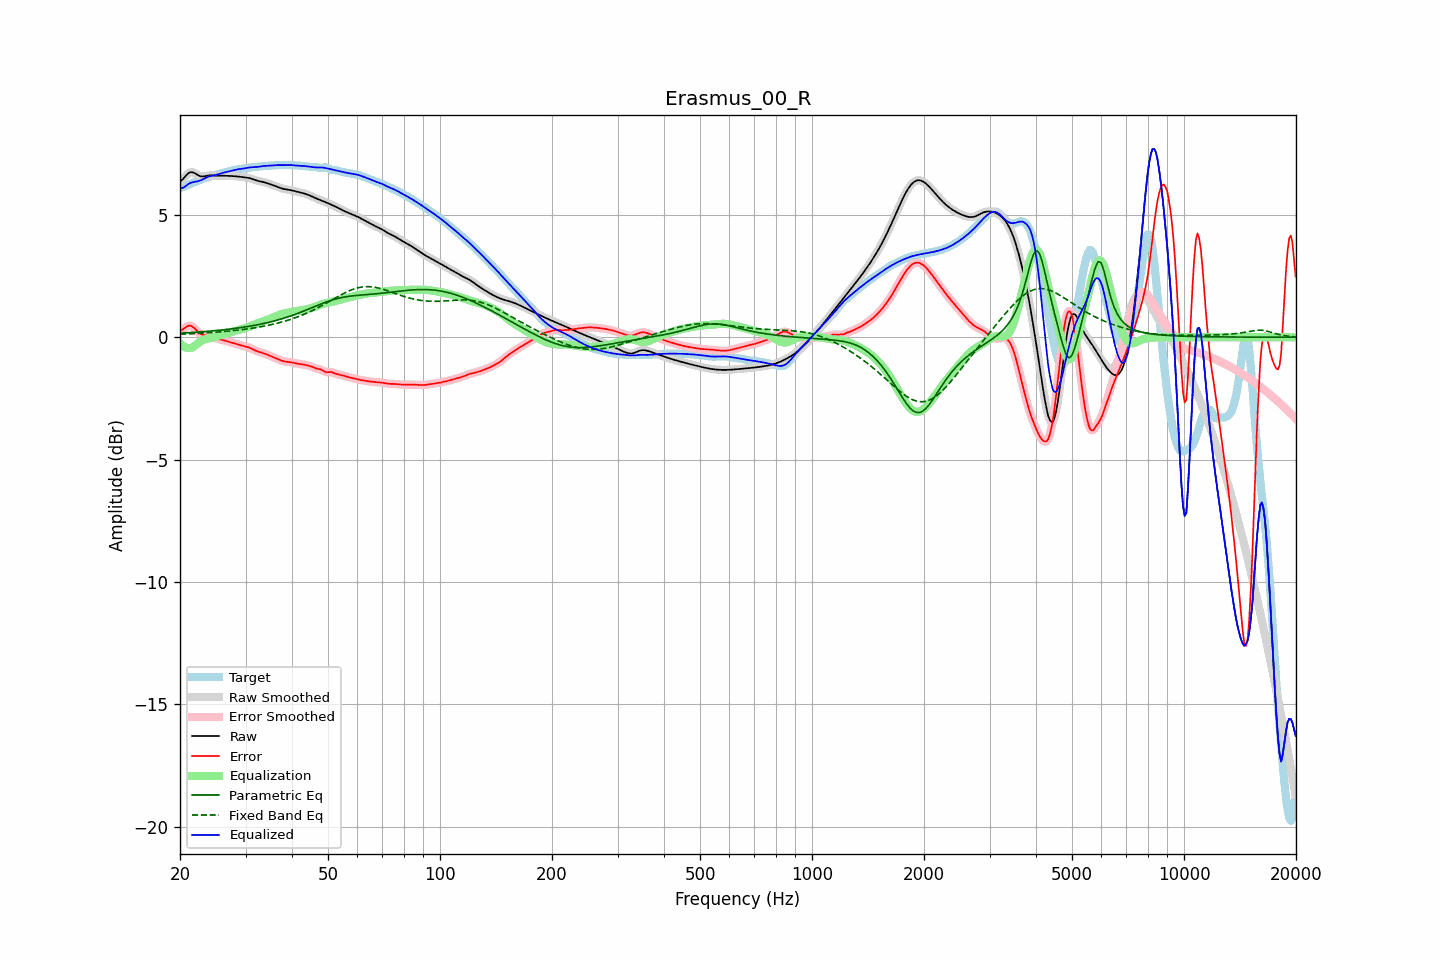 Erasmus_00_R
5
0
−5
−10
−15
−20
Amplitude (dBr)
Target
Raw Smoothed
Error Smoothed
Raw
Error
Equalization
Parametric Eq
Fixed Band Eq
Equalized
20 50 100 200 500 1000 2000 5000 10000 20000
Frequency (Hz)